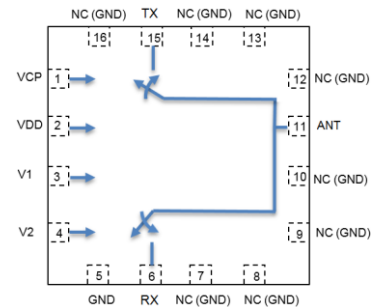 NC (GND) TX NC (GND) NC (GND)
16 15 14 13
VCP 1 12 NC (GND)
VDD 2 11 ANT
V1 3 10 NC (GND)
V2 4 9 NC (GND)
5 6 7 8
GND RX NC (GND) NC (GND)